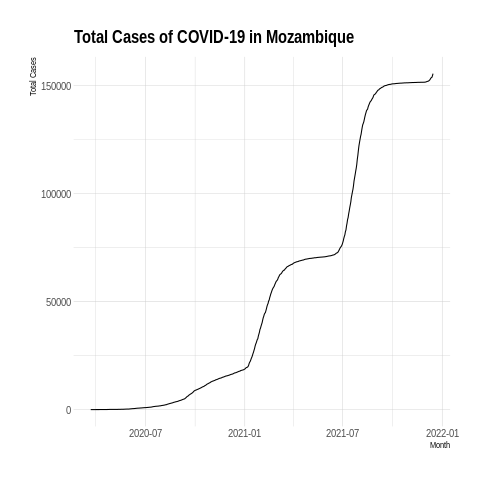 Total Cases of COVID-19 in Mozambique
Total Cases
150000
100000
50000
0
2020-07 2021-01 2021-07 2022-01
Month